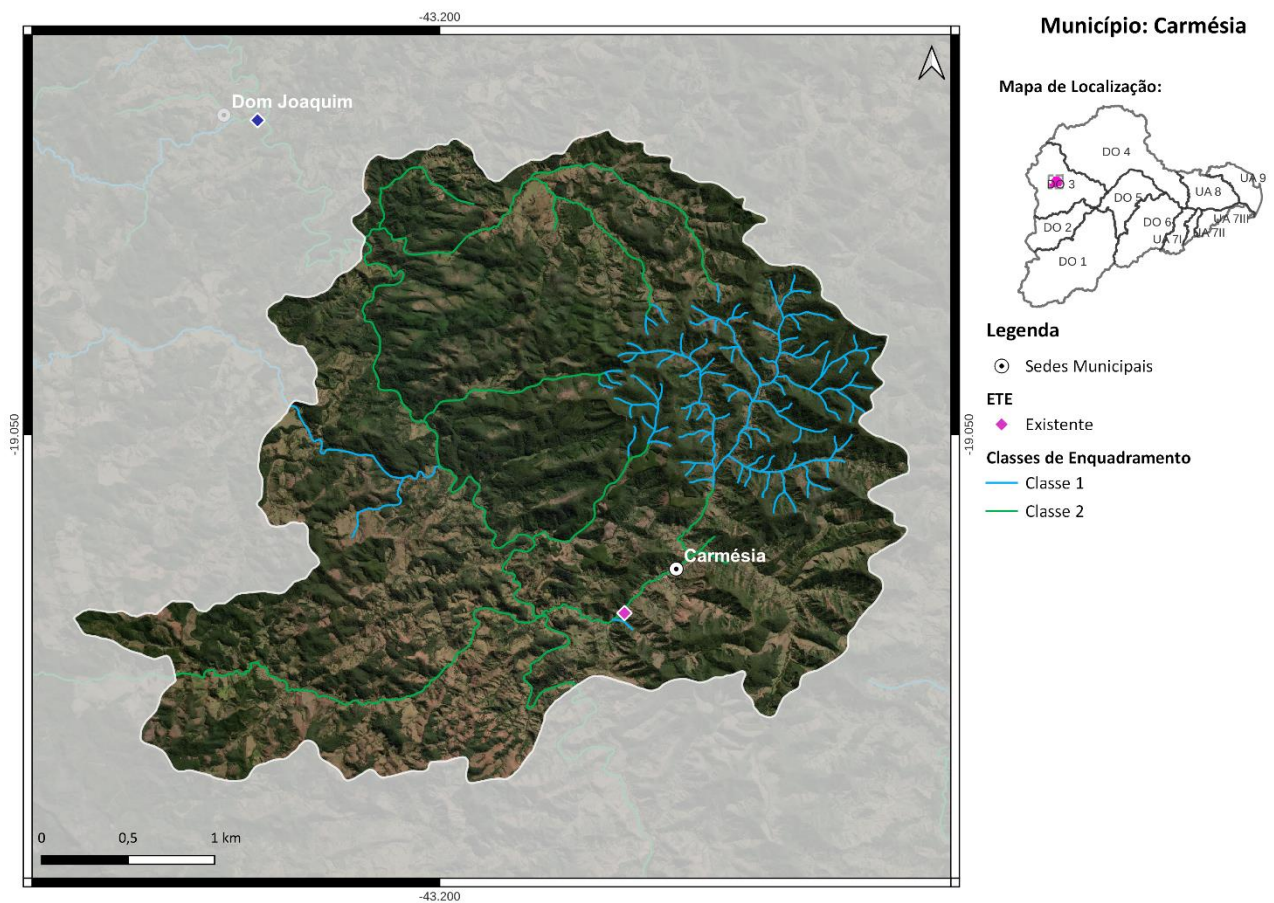 Município: Carmésia
-43.200
Dom Joaquim
Carmésia
-19.050
-19.050
0 0,5 1 km
-43.200
Mapa de Localização:
DO 4
UA 9
DO 3
UA 8
DO 5
DO 2
DO 6
UA 7III
UA 7II
UA 7I
DO 1
Legenda
Sedes Municipais
ETE
Existente
Classes de Enquadramento
Classe 1
Classe 2